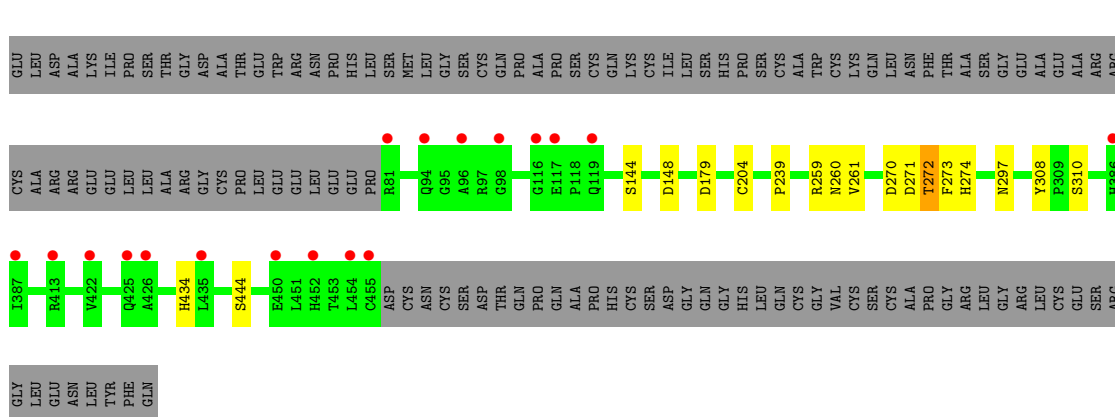 GLU LEU ASP ALA LYS ILE PRO SER THR GLY ASP ALA THR GLU TRP ARG ASN PRO HIS LEU SER MET LEU GLY SER CYS GLN PRO ALA PRO SER CYS GLN LYS CYS ILE LEU SER HIS PRO SER CYS ALA TRP CYS LYS GLN LEU ASN PHE THR ALA SER GLY GLU ALA GLU ALA ARG ARG
CYS ALA ARG ARG GLU GLU LEU LEU ALA ARG GLY CYS PRO LEU GLU GLU LEU GLU GLU PRO R81 Q94 G95 A96 R97 G98 G116 E117 P118 Q119 S144 D148 D179 C204 P239 R259 N260 V261 D270 D271 T272 F273 H274 N297 Y308 P309 S310 H386
I387 R413 V422 Q425 A426 H434 L435 S444 E450 L451 H452 T453 L454 C455 ASP CYS ASN CYS SER ASP THR GLN PRO GLN ALA PRO HIS CYS SER ASP GLY GLN GLY HIS LEU GLN CYS GLY VAL CYS SER CYS ALA PRO GLY ARG LEU GLY ARG LEU CYS GLU SER ARG
GLY LEU GLU ASN LEU TYR PHE GLN